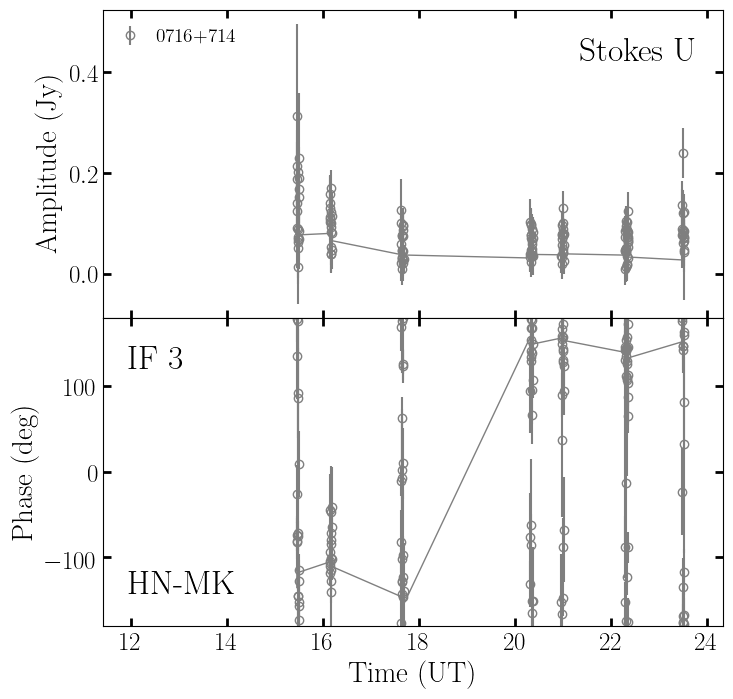 0716+714
Stokes U
Amplitude (Jy)
0.4
0.2
0.0
IF 3
HN-MK
Phase (deg)
100
0
−100
12 14 16 18 20 22 24
Time (UT)